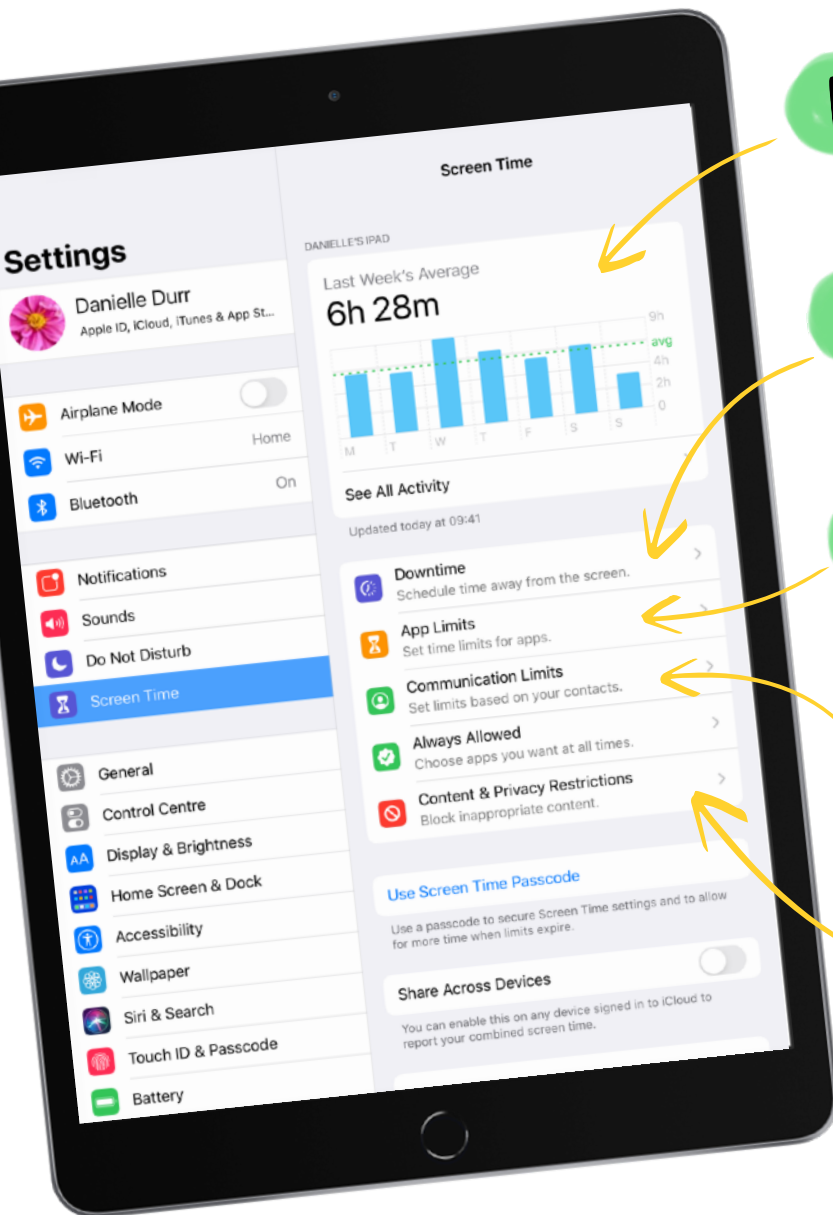 Settings
Danielle Durr
Apple ID, iCloud, iTunes & App St...
Airplane Mode
Wi-Fi
Home
Bluetooth
On
Notifications
Sounds
Do Not Disturb
Screen Time
General
Control Centre
Display & Brightness
AA
Home Screen & Dock
Accessibility
Wallpaper
Siri & Search
Touch ID & Passcode
Battery
Screen Time
DANIELLE'S IPAD
Last Week's Average
6h 28m
9h
avg
4h
2h
0
M T W T F S S
See All Activity
Updated today at 09:41
Downtime
Schedule time away from the screen.
App Limits
Set time limits for apps.
Communication Limits
Set limits based on your contacts.
Always Allowed
Choose apps you want at all times.
Content & Privacy Restrictions
Block inappropriate content.
Use Screen Time Passcode
Use a passcode to secure Screen Time settings and to allow
for more time when limits expire.
Share Across Devices
You can enable this on any device signed in to iCloud to
report your combined screen time.